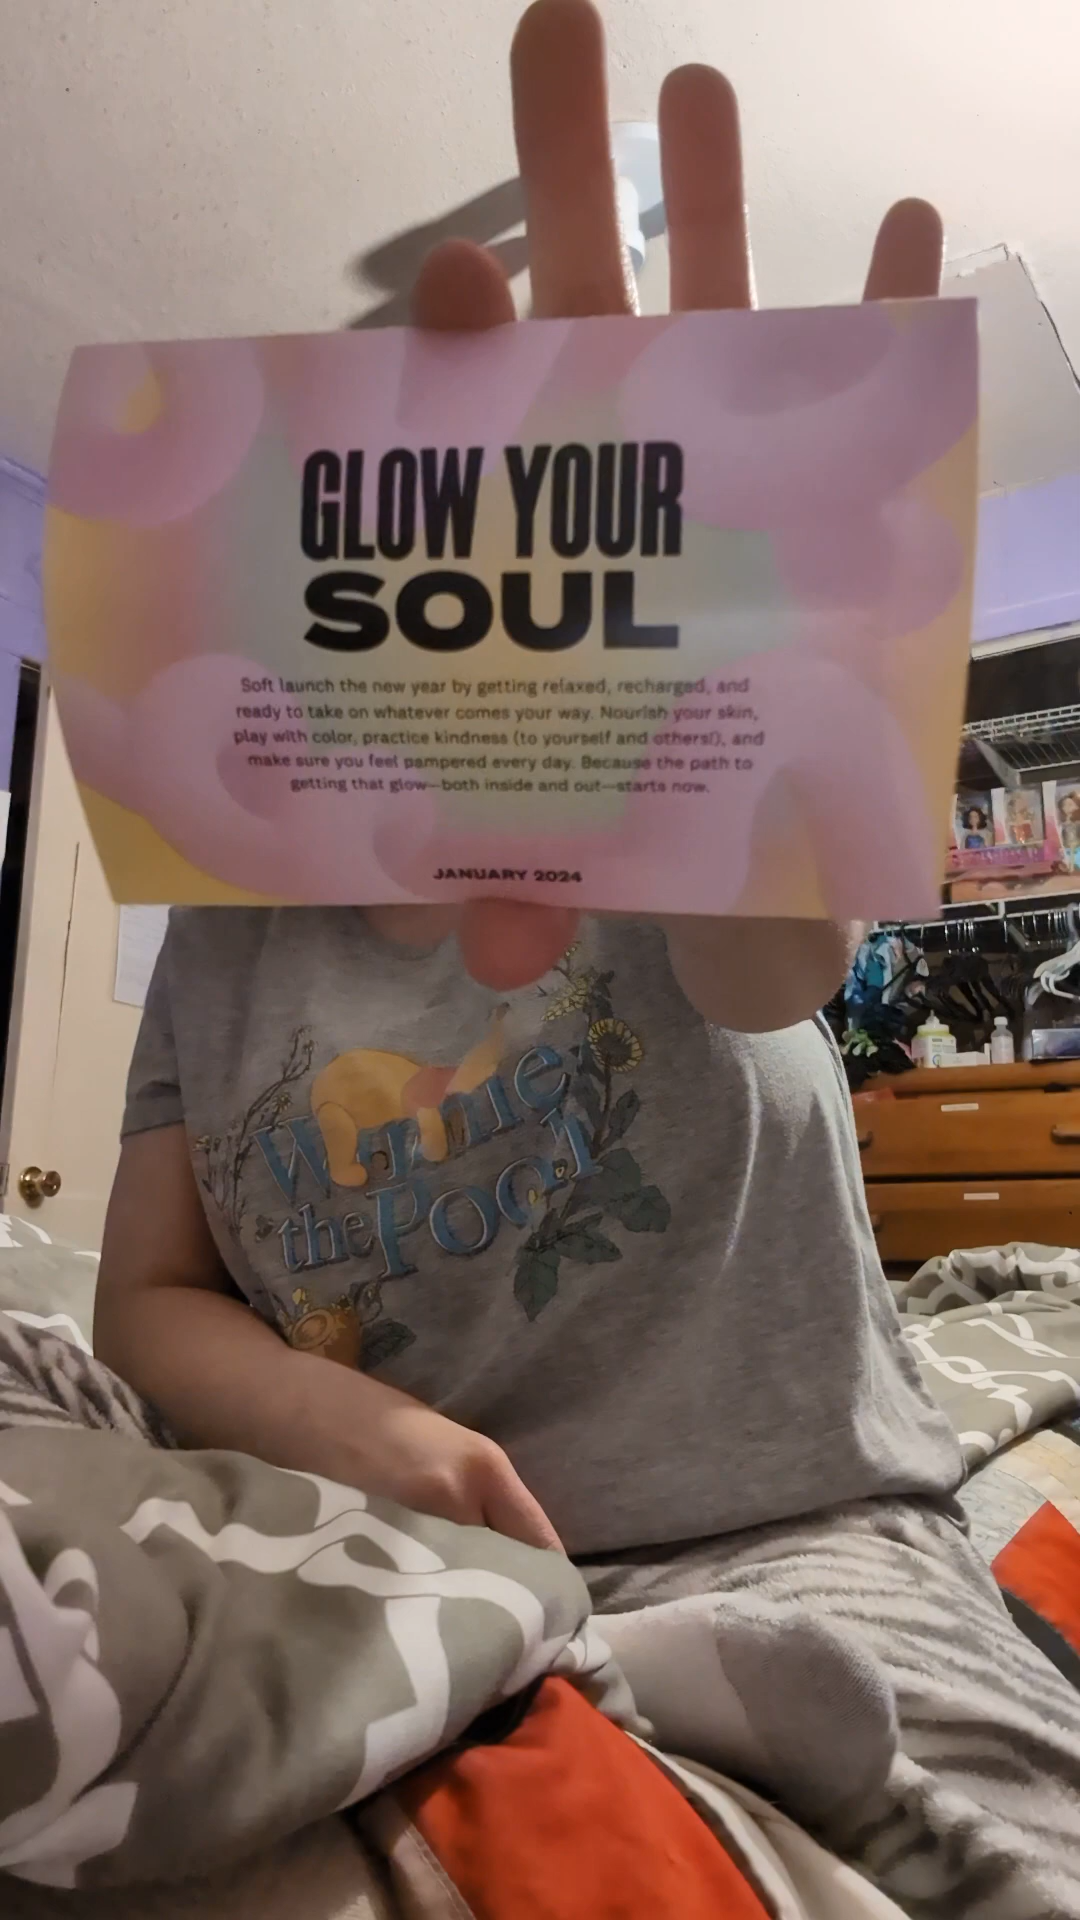 GLOW YOUR
SOUL
Soft launch the new year by getting relaxed, recharged, and
ready to take on whatever comes your way. Nourish your skin,
play with color, practice kindness (to yourself and others!), and
make sure you feel pampered every day. Because the path to
getting that glow—both inside and out—starts now.
JANUARY 2024
Winnie
the Pooh